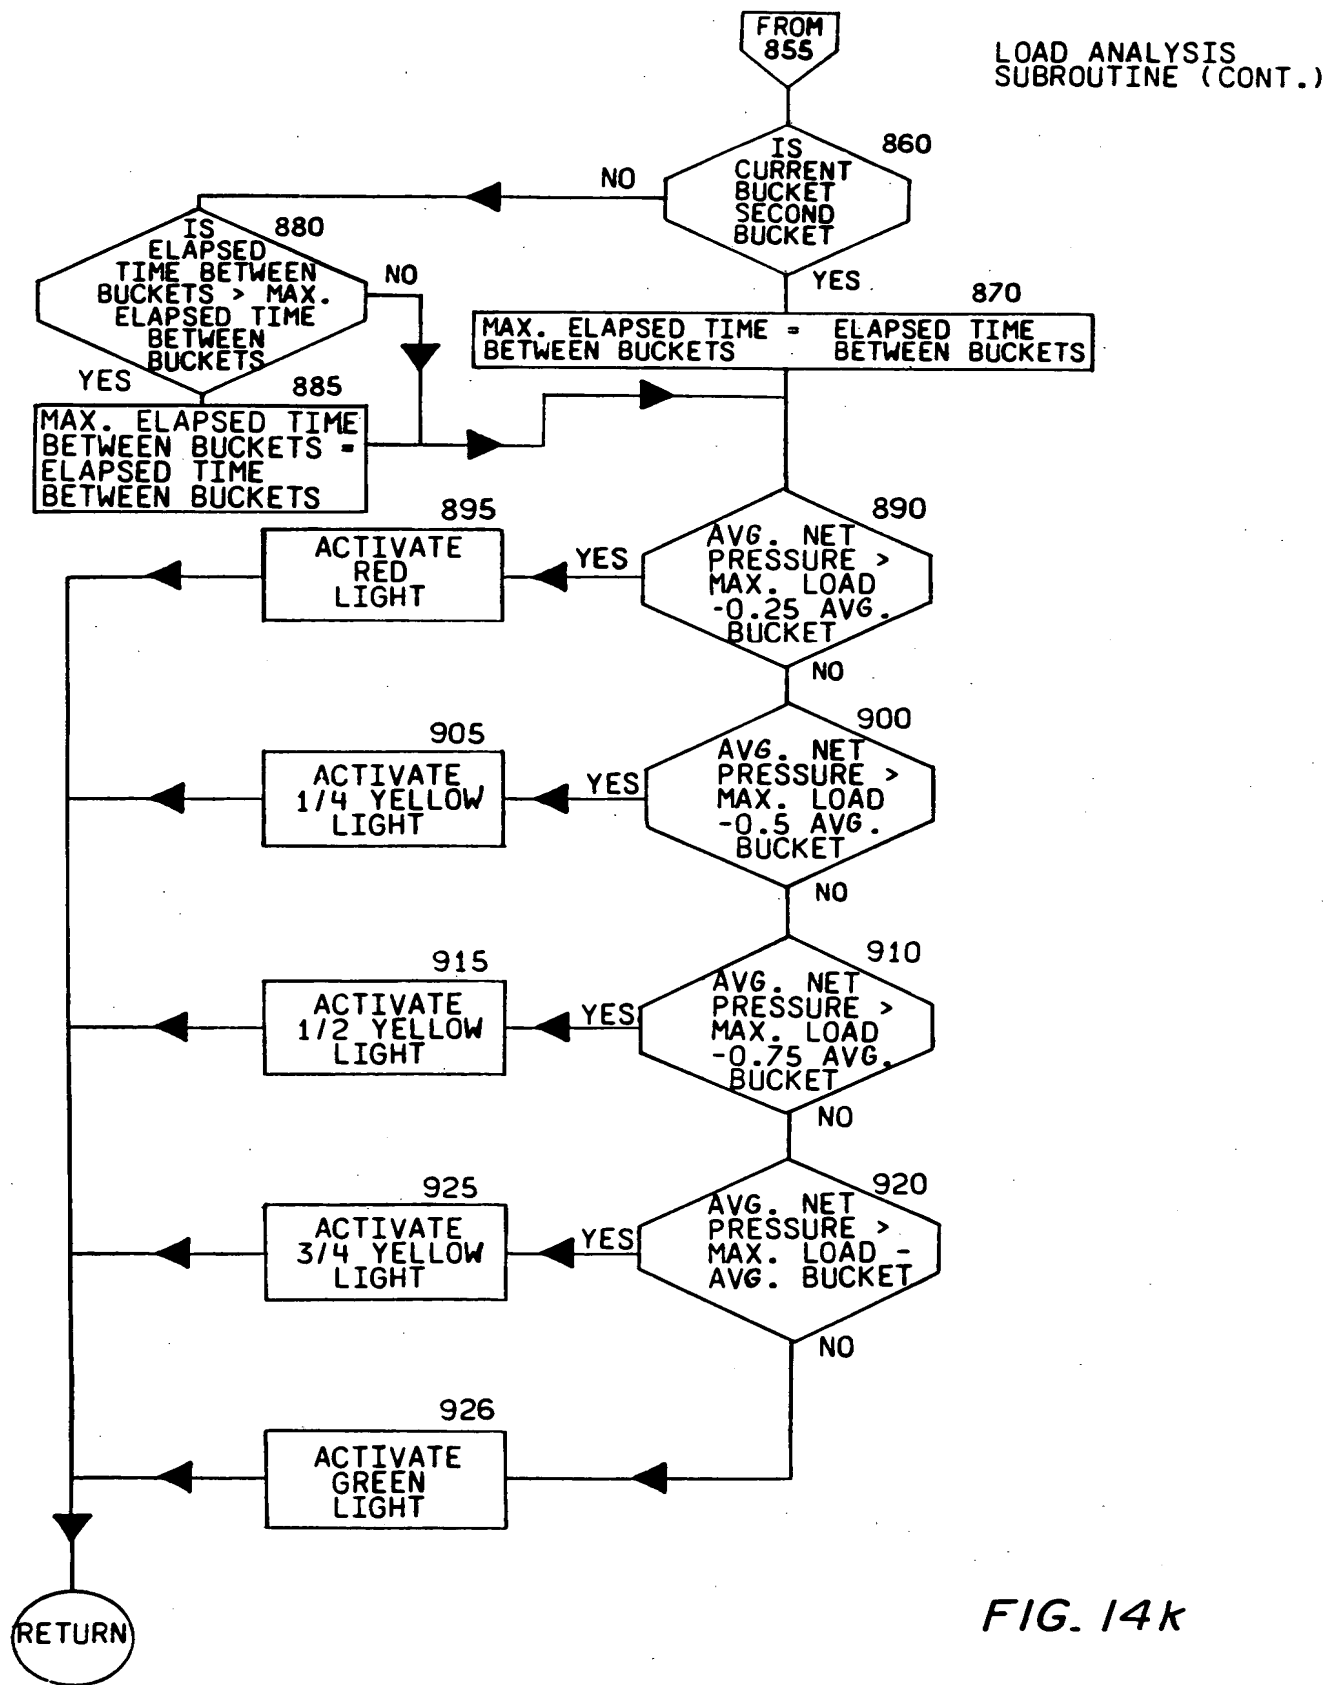 FROM
855
LOAD ANALYSIS
SUBROUTINE (CONT.)
860
IS
CURRENT
BUCKET
SECOND
BUCKET
NO
YES
880
IS
ELAPSED
TIME BETWEEN
BUCKETS > MAX.
ELAPSED TIME
BETWEEN
BUCKETS
NO
YES
870
MAX. ELAPSED TIME = ELAPSED TIME
BETWEEN BUCKETS BETWEEN BUCKETS
885
MAX. ELAPSED TIME
BETWEEN BUCKETS =
ELAPSED TIME
BETWEEN BUCKETS
890
AVG. NET
PRESSURE >
MAX. LOAD
-0.25 AVG.
BUCKET
YES
895
ACTIVATE
RED
LIGHT
NO
900
AVG. NET
PRESSURE >
MAX. LOAD
-0.5 AVG.
BUCKET
YES
905
ACTIVATE
1/4 YELLOW
LIGHT
NO
910
AVG. NET
PRESSURE >
MAX. LOAD
-0.75 AVG.
BUCKET
YES
915
ACTIVATE
1/2 YELLOW
LIGHT
NO
920
AVG. NET
PRESSURE >
MAX. LOAD -
AVG. BUCKET
YES
925
ACTIVATE
3/4 YELLOW
LIGHT
NO
926
ACTIVATE
GREEN
LIGHT
RETURN
FIG. 14k